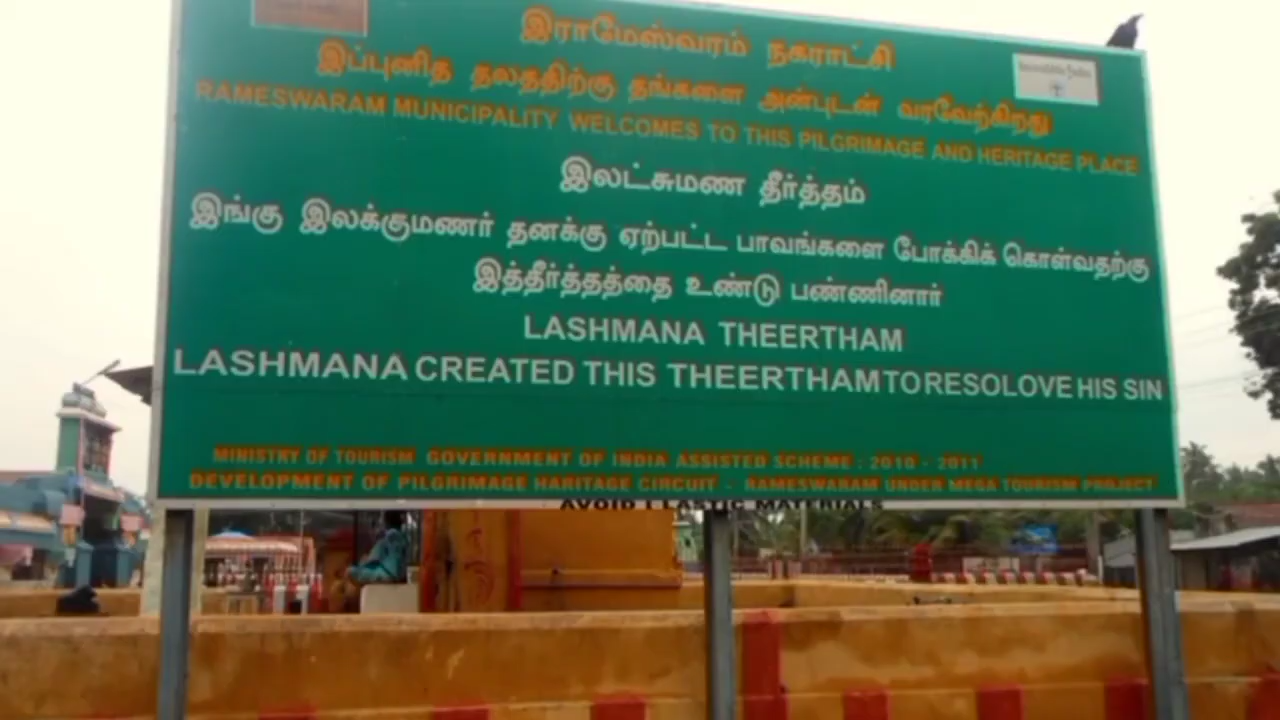 இராமேஸ்வரம் நகராட்சி
இப்புனித தலத்திற்கு தங்களை அன்புடன் வரவேற்கிறது
RAMESWARAM MUNICIPALITY WELCOMES TO THIS PILGRIMAGE AND HERITAGE PLACE
இலட்சுமண தீர்த்தம்
இங்கு இலக்குமணர் தனக்கு ஏற்பட்ட பாவங்களை போக்கிக் கொள்வதற்கு
இத்தீர்த்தத்தை உண்டு பண்ணினார்
LASHMANA THEERTHAM
LASHMANA CREATED THIS THEERTHAM TO RESOLOVE HIS SIN
MINISTRY OF TOURISM GOVERNMENT OF INDIA ASSISTED SCHEME : 2010 - 2011
DEVELOPMENT OF PILGRIMAGE HARITAGE CIRCUIT - RAMESWARAM UNDER MEGA TOURISM PROJECT
AVOID PLASTIC MATERIALS